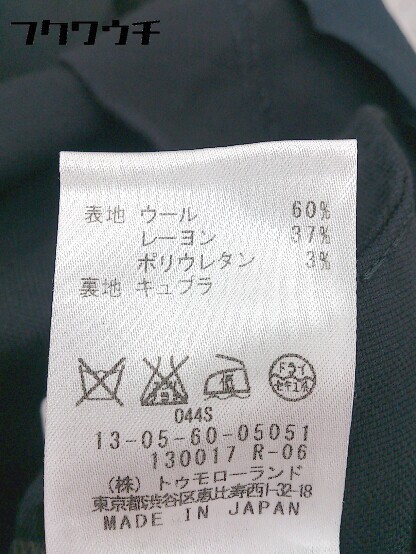 フクワウチ
表地 ウール 60%
レーヨン 37%
ポリウレタン 3%
裏地 キュプラ
ドライ
セキユ系
044S
13-05-60-05051
130017 R-06
(株) トゥモローランド
東京都渋谷区恵比寿西1-32-18
MADE IN JAPAN